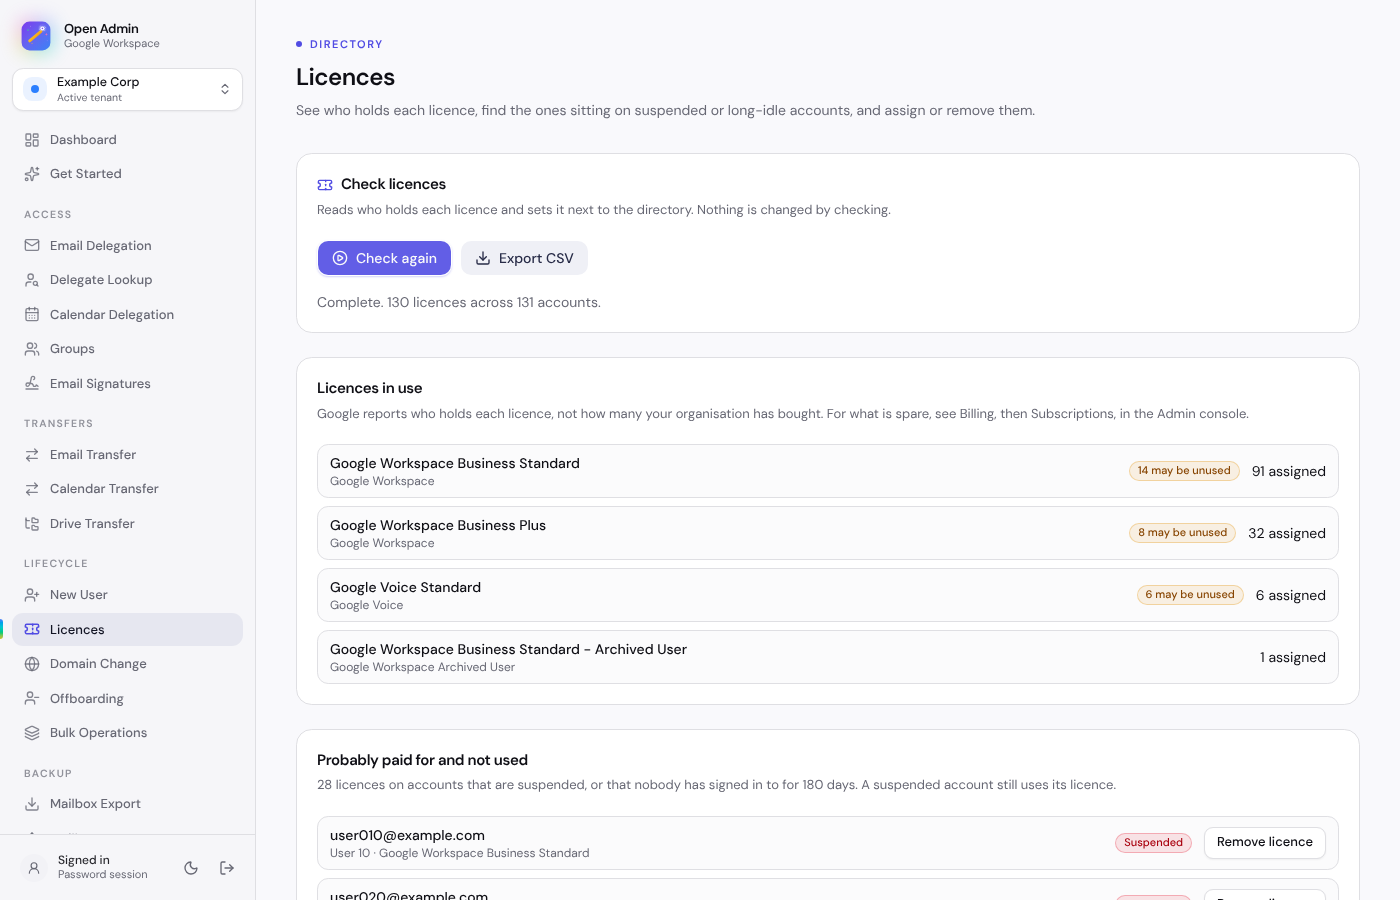 Open Admin
Google Workspace
Example Corp
Active tenant
Dashboard
Get Started
ACCESS
Email Delegation
Delegate Lookup
Calendar Delegation
Groups
Email Signatures
TRANSFERS
Email Transfer
Calendar Transfer
Drive Transfer
LIFECYCLE
New User
Licences
Domain Change
Offboarding
Bulk Operations
BACKUP
Mailbox Export
Signed in
Password session
DIRECTORY
Licences
See who holds each licence, find the ones sitting on suspended or long-idle accounts, and assign or remove them.
Check licences
Reads who holds each licence and sets it next to the directory. Nothing is changed by checking.
Check again
Export CSV
Complete. 130 licences across 131 accounts.
Licences in use
Google reports who holds each licence, not how many your organisation has bought. For what is spare, see Billing, then Subscriptions, in the Admin console.
Google Workspace Business Standard
Google Workspace
14 may be unused
91 assigned
Google Workspace Business Plus
Google Workspace
8 may be unused
32 assigned
Google Voice Standard
Google Voice
6 may be unused
6 assigned
Google Workspace Business Standard - Archived User
Google Workspace Archived User
1 assigned
Probably paid for and not used
28 licences on accounts that are suspended, or that nobody has signed in to for 180 days. A suspended account still uses its licence.
user010@example.com
User 10 · Google Workspace Business Standard
Suspended
Remove licence
user020@example.com